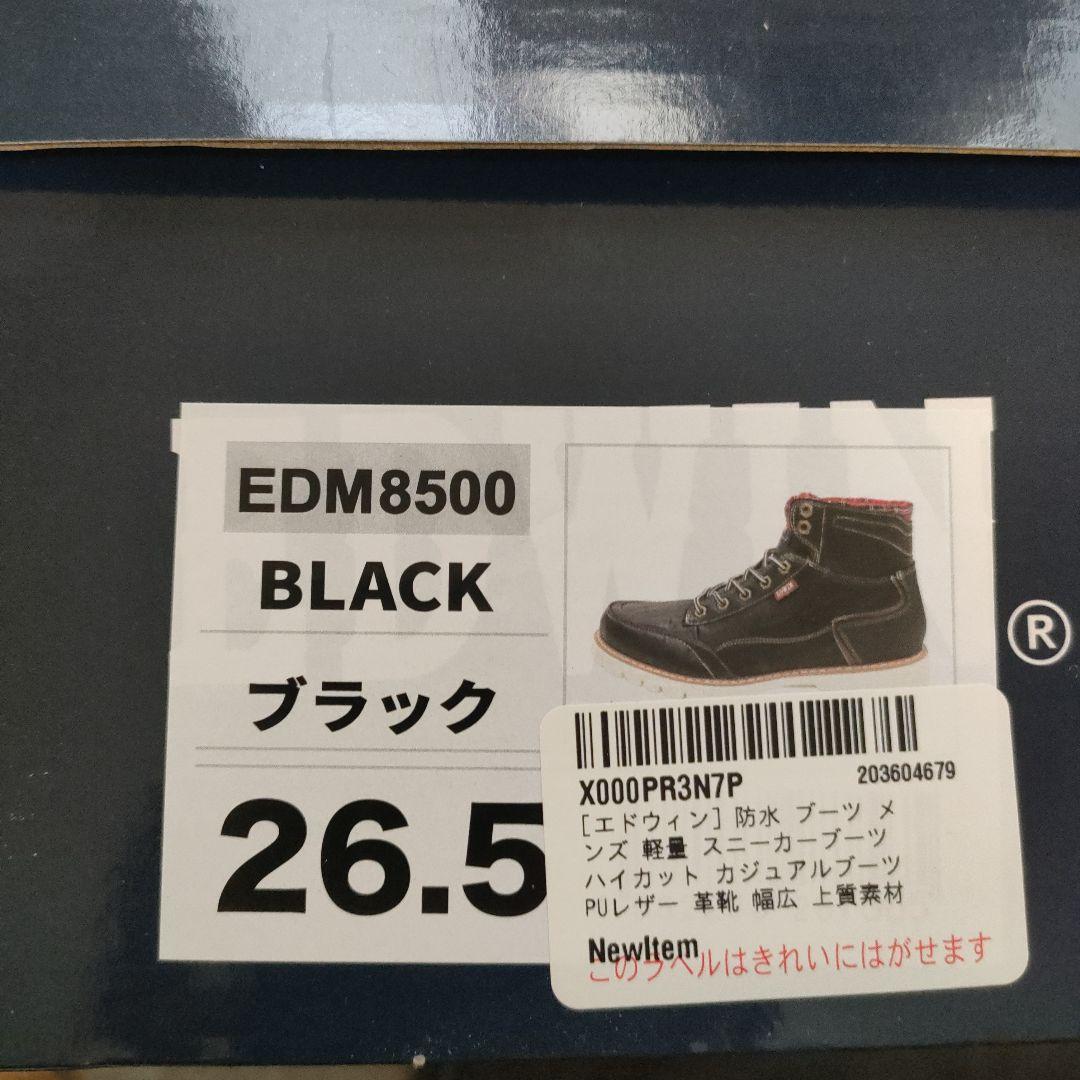 EDM8500
BLACK
ブラック
26.5
®
X000PR3N7P
203604679
[エドウィン] 防水 ブーツ メ
ンズ 軽量 スニーカーブーツ
ハイカット カジュアルブーツ
PUレザー 革靴 幅広 上質素材
NewItem
このラベルはきれいにはがせます